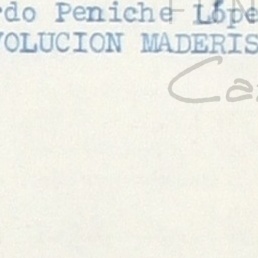 rdo Peniche Lópe
VOLUCION MADERIS
Ca